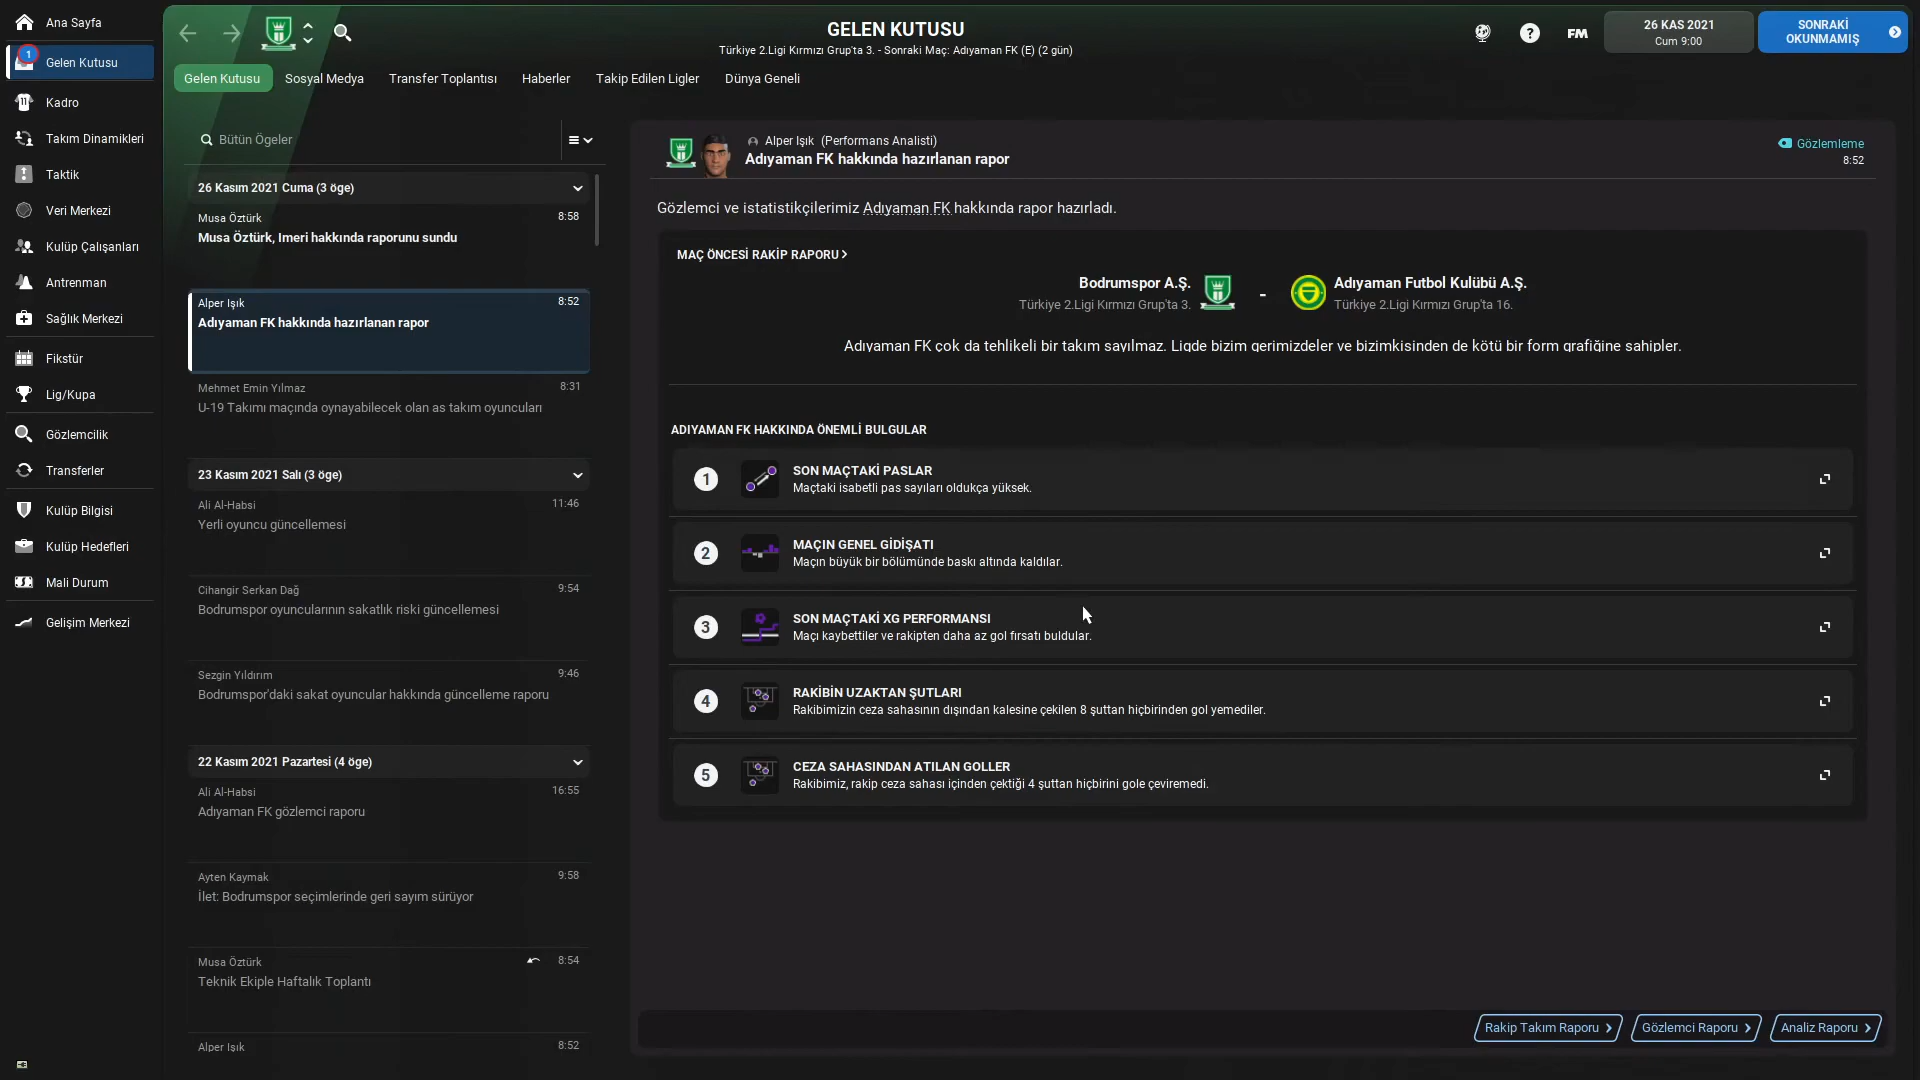 Ana Sayfa
1
Gelen Kutusu
Kadro
Takım Dinamikleri
Taktik
Veri Merkezi
Kulüp Çalışanları
Antrenman
Sağlık Merkezi
Fikstür
Lig/Kupa
Gözlemcilik
Transferler
Kulüp Bilgisi
Kulüp Hedefleri
Mali Durum
Gelişim Merkezi
GELEN KUTUSU
Türkiye 2.Ligi Kırmızı Grup'ta 3. - Sonraki Maç: Adıyaman FK (E) (2 gün)
FM
26 KAS 2021
Cum 9:00
SONRAKİ
OKUNMAMIŞ
Gelen Kutusu Sosyal Medya Transfer Toplantısı Haberler Takip Edilen Ligler Dünya Geneli
Bütün Ögeler
26 Kasım 2021 Cuma (3 öge)
Musa Öztürk 8:58
Musa Öztürk, Imeri hakkında raporunu sundu
Alper Işık 8:52
Adıyaman FK hakkında hazırlanan rapor
Mehmet Emin Yılmaz 8:31
U-19 Takımı maçında oynayabilecek olan as takım oyuncuları
23 Kasım 2021 Salı (3 öge)
Ali Al-Habsi 11:46
Yerli oyuncu güncellemesi
Cihangir Serkan Dağ 9:54
Bodrumspor oyuncularının sakatlık riski güncellemesi
Sezgin Yıldırım 9:46
Bodrumspor'daki sakat oyuncular hakkında güncelleme raporu
22 Kasım 2021 Pazartesi (4 öge)
Ali Al-Habsi 16:55
Adıyaman FK gözlemci raporu
Ayten Kaymak 9:58
İlet: Bodrumspor seçimlerinde geri sayım sürüyor
Musa Öztürk 8:54
Teknik Ekiple Haftalık Toplantı
Alper Işık 8:52
Alper Işık (Performans Analisti)
Adıyaman FK hakkında hazırlanan rapor
Gözlemleme
8:52
Gözlemci ve istatistikçilerimiz Adıyaman FK hakkında rapor hazırladı.
MAÇ ÖNCESİ RAKİP RAPORU
Bodrumspor A.Ş. - Adıyaman Futbol Kulübü A.Ş.
Türkiye 2.Ligi Kırmızı Grup'ta 3. Türkiye 2.Ligi Kırmızı Grup'ta 16.
Adıyaman FK çok da tehlikeli bir takım sayılmaz. Ligde bizim gerimizdeler ve bizimkisinden de kötü bir form grafiğine sahipler.
ADIYAMAN FK HAKKINDA ÖNEMLİ BULGULAR
1
SON MAÇTAKİ PASLAR
Maçtaki isabetli pas sayıları oldukça yüksek.
2
MAÇIN GENEL GİDİŞATI
Maçın büyük bir bölümünde baskı altında kaldılar.
3
SON MAÇTAKİ XG PERFORMANSI
Maçı kaybettiler ve rakipten daha az gol fırsatı buldular.
4
RAKİBİN UZAKTAN ŞUTLARI
Rakibimizin ceza sahasının dışından kalesine çekilen 8 şuttan hiçbirinden gol yemediler.
5
CEZA SAHASINDAN ATILAN GOLLER
Rakibimiz, rakip ceza sahası içinden çektiği 4 şuttan hiçbirini gole çeviremedi.
Rakip Takım Raporu Gözlemci Raporu Analiz Raporu